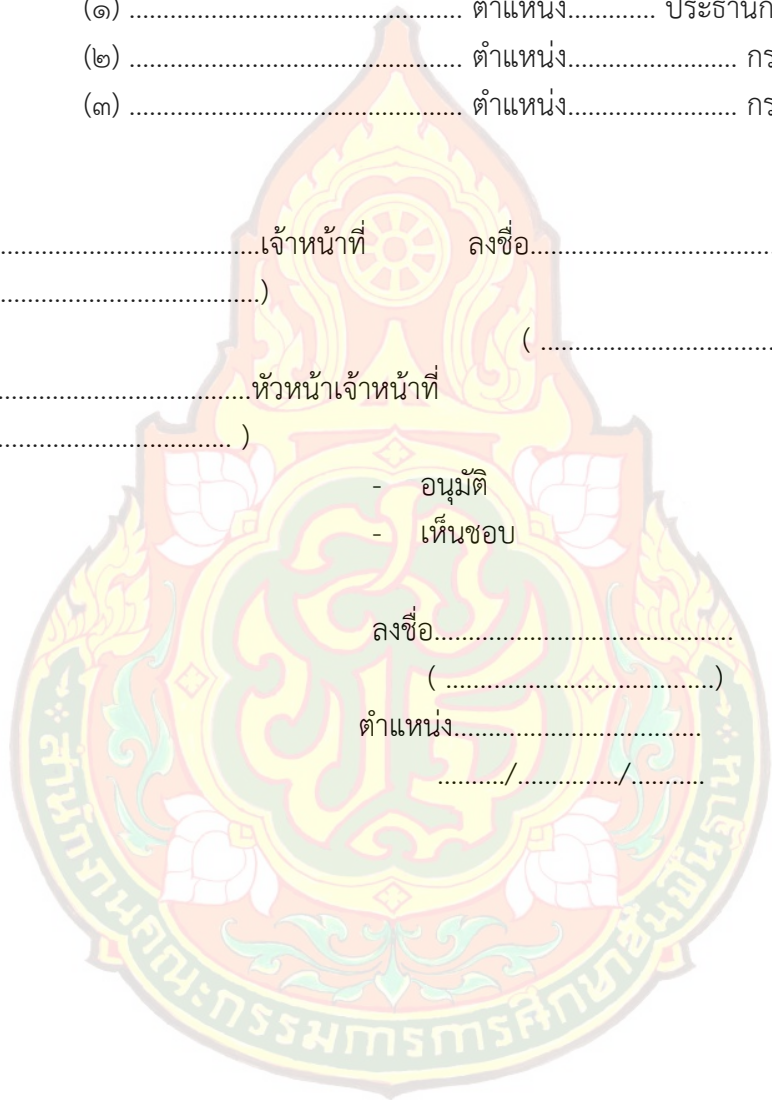 (๑) ................................................. ตำแหน่ง............. ประธานก
(๒) ................................................. ตำแหน่ง......................... กร
(๓) ................................................. ตำแหน่ง......................... กร
.......................................เจ้าหน้าที่ ลงชื่อ....................................
.......................................)
( ...................................
.....................................หัวหน้าเจ้าหน้าที่
................................... )
- อนุมัติ
- เห็นชอบ
ลงชื่อ............................................
( ........................................)
ตำแหน่ง.....................................
........../.............../...........
สำนักงานคณะกรรมการการศึกษาขั้นพื้นฐาน